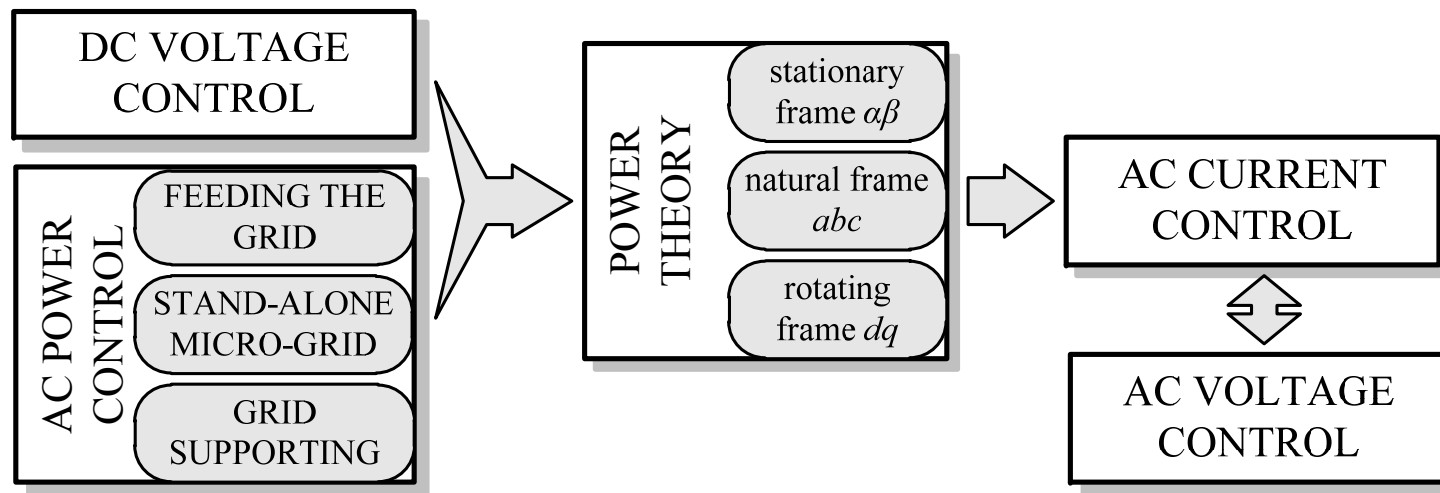 DC VOLTAGE
CONTROL
AC POWER
CONTROL
FEEDING THE
GRID
STAND-ALONE
MICRO-GRID
GRID
SUPPORTING
POWER
THEORY
stationary
frame αβ
natural frame
abc
rotating
frame dq
AC CURRENT
CONTROL
AC VOLTAGE
CONTROL